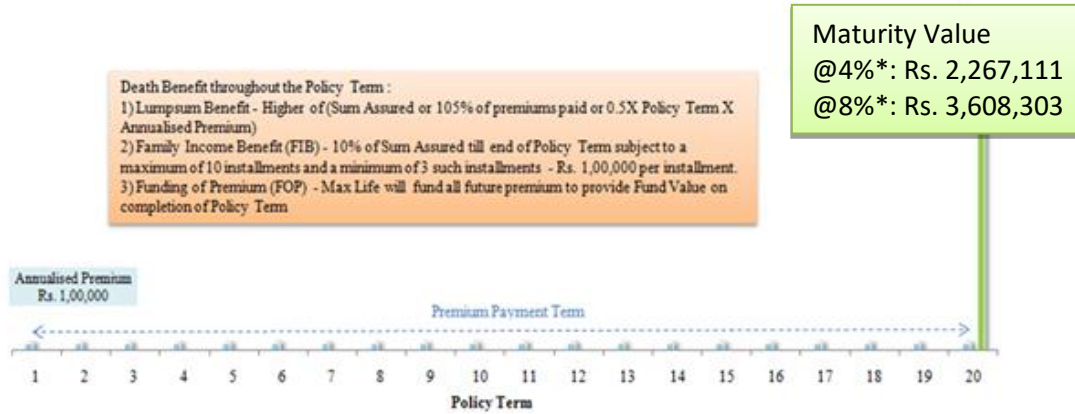 Maturity Value
@4%*: Rs. 2,267,111
@8%*: Rs. 3,608,303
Death Benefit throughout the Policy Term :
1) Lumpsum Benefit - Higher of (Sum Assured or 105% of premiums paid or 0.5X Policy Term X
Annualised Premium)
2) Family Income Benefit (FIB) - 10% of Sum Assured till end of Policy Term subject to a
maximum of 10 installments and a minimum of 3 such installments - Rs. 1,00,000 per installment.
3) Funding of Premium (FOP) - Max Life will fund all future premium to provide Fund Value on
completion of Policy Term
Annualised Premium
Rs. 1,00,000
Premium Payment Term
1 2 3 4 5 6 7 8 9 10 11 12 13 14 15 16 17 18 19 20
Policy Term